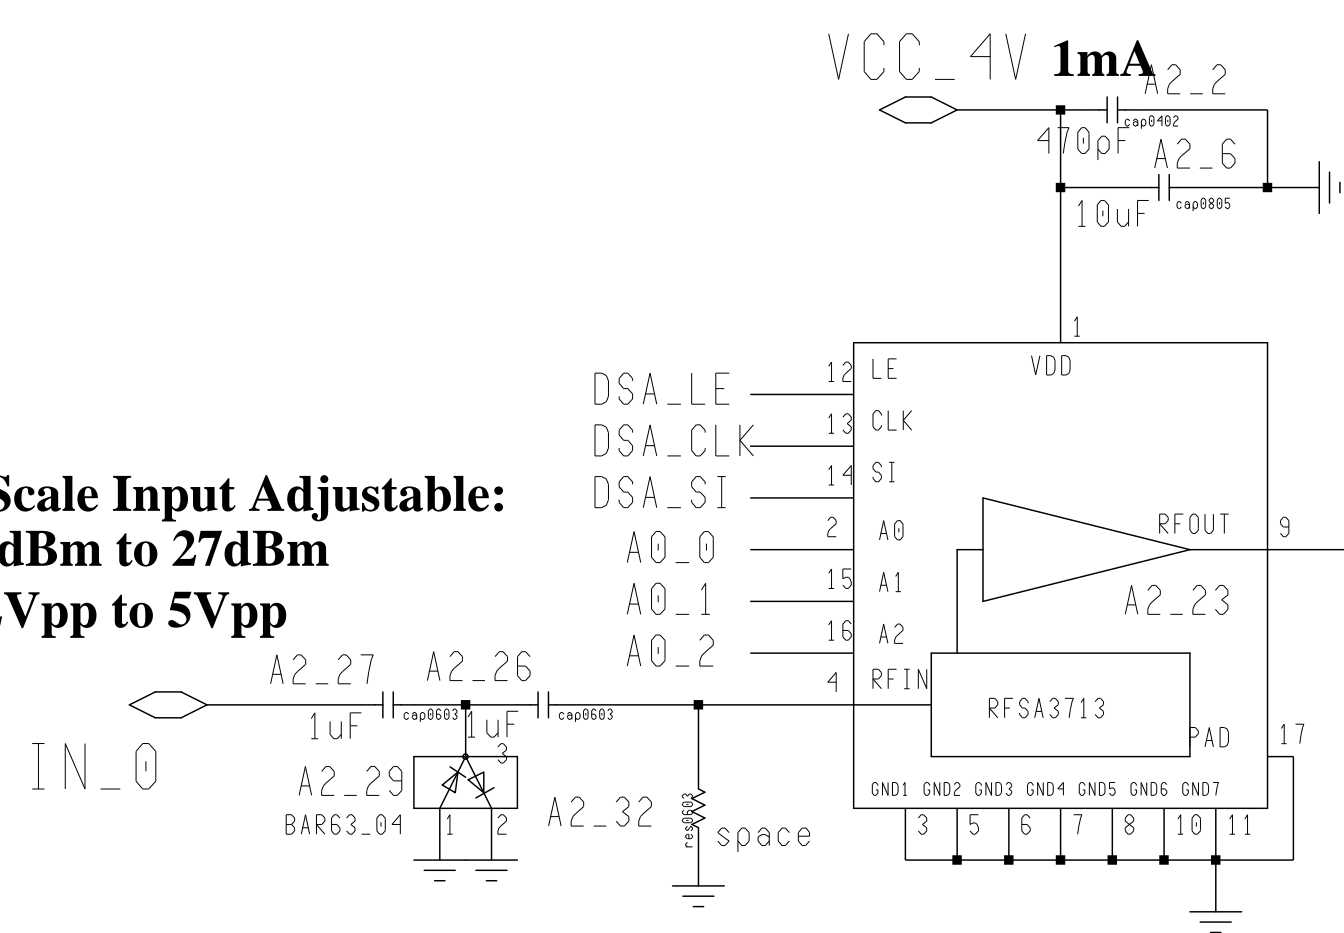 VCC_4V 1mA
A2_2
cap0402
470pF
A2_6
10uF
cap0805
1
VDD
DSA_LE 12 LE
DSA_CLK 13 CLK
DSA_SI 14 SI
A0_0 2 A0
A0_1 15 A1
A0_2 16 A2
4 RFIN
RFOUT 9
A2_23
Scale Input Adjustable:
dBm to 27dBm
Vpp to 5Vpp
A2_27 A2_26
1uF cap0603 1uF cap0603
RFSA3713
PAD 17
IN_0
3
A2_29
BAR63_04
1 2
A2_32
res0603
space
GND1 GND2 GND3 GND4 GND5 GND6 GND7
3 5 6 7 8 10 11